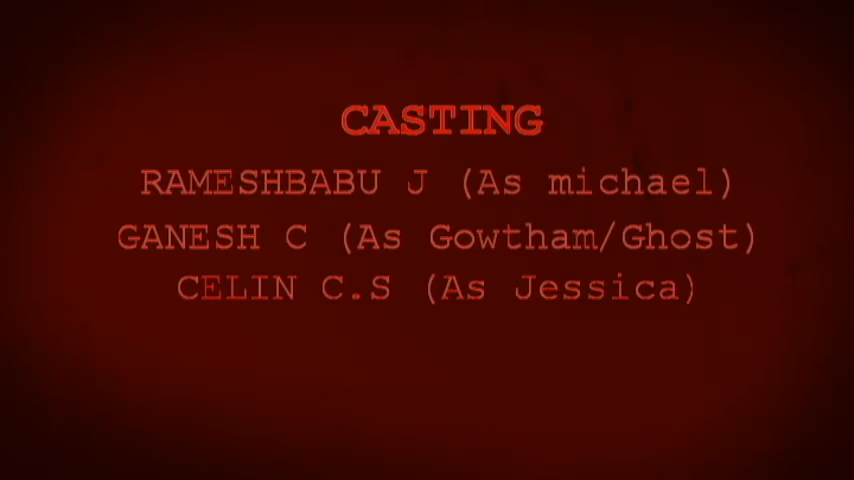 CASTING
RAMESHBABU J (As michael)
GANESH C (As Gowtham/Ghost)
CELIN C.S (As Jessica)